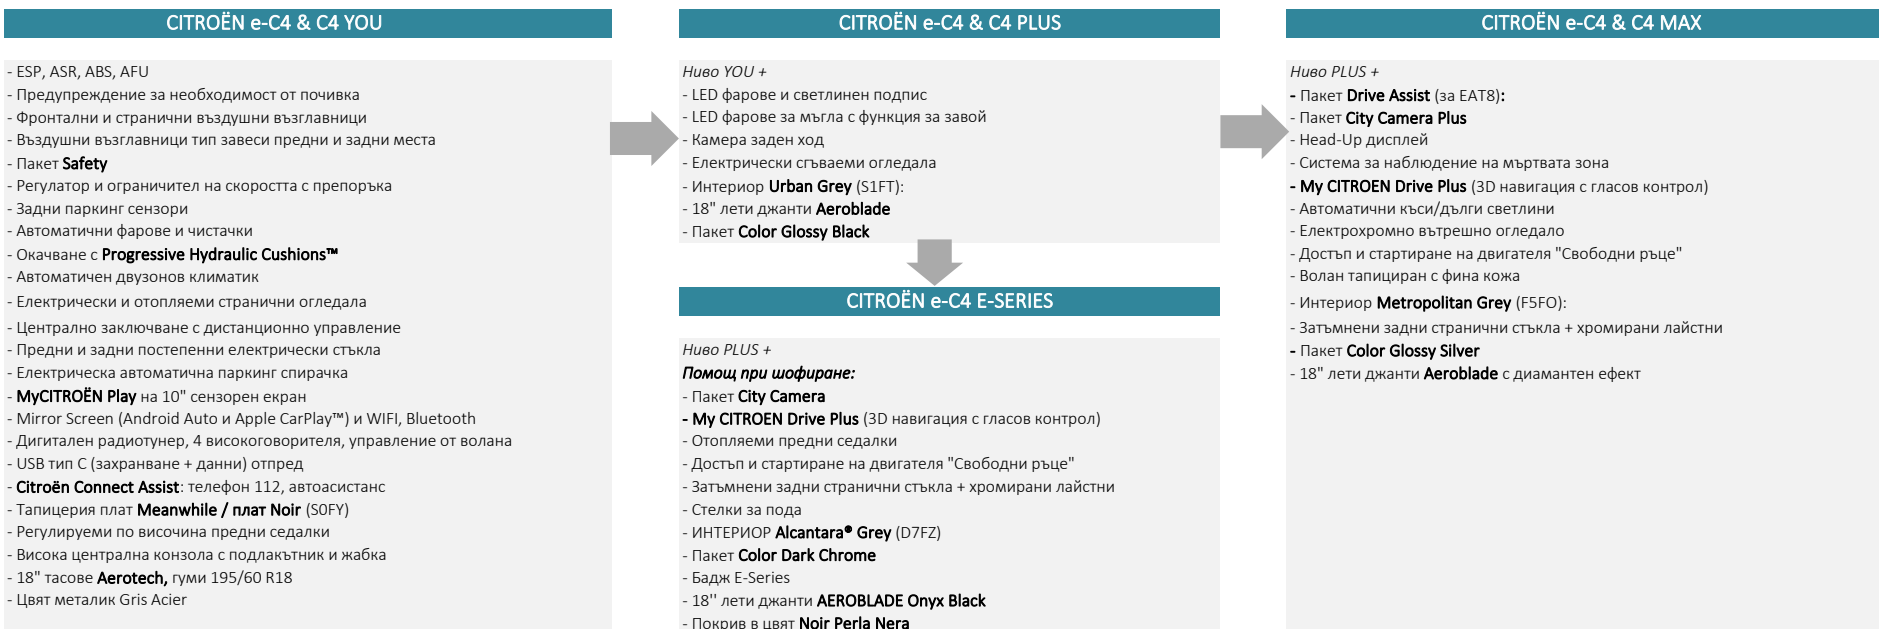 CITROËN e-C4 & C4 YOU
- ESP, ASR, ABS, AFU
- Предупреждение за необходимост от почивка
- Фронтални и странични въздушни възглавници
- Въздушни възглавници тип завеси предни и задни места
- Пакет Safety
- Регулатор и ограничител на скоростта с препоръка
- Задни паркинг сензори
- Автоматични фарове и чистачки
- Окачване с Progressive Hydraulic Cushions™
- Автоматичен двузонов климатик
- Електрически и отопляеми странични огледала
- Централно заключване с дистанционно управление
- Предни и задни постепенни електрически стъкла
- Електрическа автоматична паркинг спирачка
- MyCITROËN Play на 10" сензорен екран
- Mirror Screen (Android Auto и Apple CarPlay™) и WIFI, Bluetooth
- Дигитален радиотунер, 4 високоговорителя, управление от волана
- USB тип C (захранване + данни) отпред
- Citroën Connect Assist: телефон 112, автоасистанс
- Тапицерия плат Meanwhile / плат Noir (S0FY)
- Регулируеми по височина предни седалки
- Висока централна конзола с подлакътник и жабка
- 18" тасове Aerotech, гуми 195/60 R18
- Цвят металик Gris Acier
CITROËN e-C4 & C4 PLUS
Ниво YOU +
- LED фарове и светлинен подпис
- LED фарове за мъгла с функция за завой
- Камера заден ход
- Електрически сгъваеми огледала
- Интериор Urban Grey (S1FT):
- 18" лети джанти Aeroblade
- Пакет Color Glossy Black
CITROËN e-C4 E-SERIES
Ниво PLUS +
Помощ при шофиране:
- Пакет City Camera
- My CITROEN Drive Plus (3D навигация с гласов контрол)
- Отопляеми предни седалки
- Достъп и стартиране на двигателя "Свободни ръце"
- Затъмнени задни странични стъкла + хромирани лайстни
- Стелки за пода
- ИНТЕРИОР Alcantara® Grey (D7FZ)
- Пакет Color Dark Chrome
- Бадж E-Series
- 18'' лети джанти AEROBLADE Onyx Black
- Покрив в цвят Noir Perla Nera
CITROËN e-C4 & C4 MAX
Ниво PLUS +
- Пакет Drive Assist (за EAT8):
- Пакет City Camera Plus
- Head-Up дисплей
- Система за наблюдение на мъртвата зона
- My CITROEN Drive Plus (3D навигация с гласов контрол)
- Автоматични къси/дълги светлини
- Електрохромно вътрешно огледало
- Достъп и стартиране на двигателя "Свободни ръце"
- Волан тапициран с фина кожа
- Интериор Metropolitan Grey (F5FO):
- Затъмнени задни странични стъкла + хромирани лайстни
- Пакет Color Glossy Silver
- 18" лети джанти Aeroblade с диамантен ефект